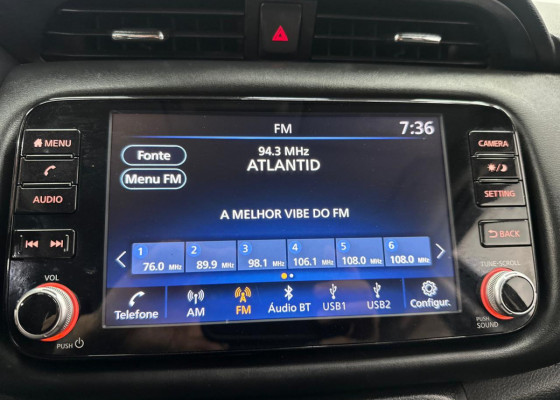 FM
7:36
94.3 MHz
ATLANTID
Fonte
Menu FM
A MELHOR VIBE DO FM
1 2 3 4 5 6
76.0 MHz 89.9 MHz 98.1 MHz 106.1 MHz 108.0 MHz 108.0 MHz
Telefone AM FM Áudio BT USB1 USB2 Configur.
MENU
AUDIO
VOL
PUSH
CAMERA
SETTING
BACK
TUNE·SCROLL
PUSH
SOUND